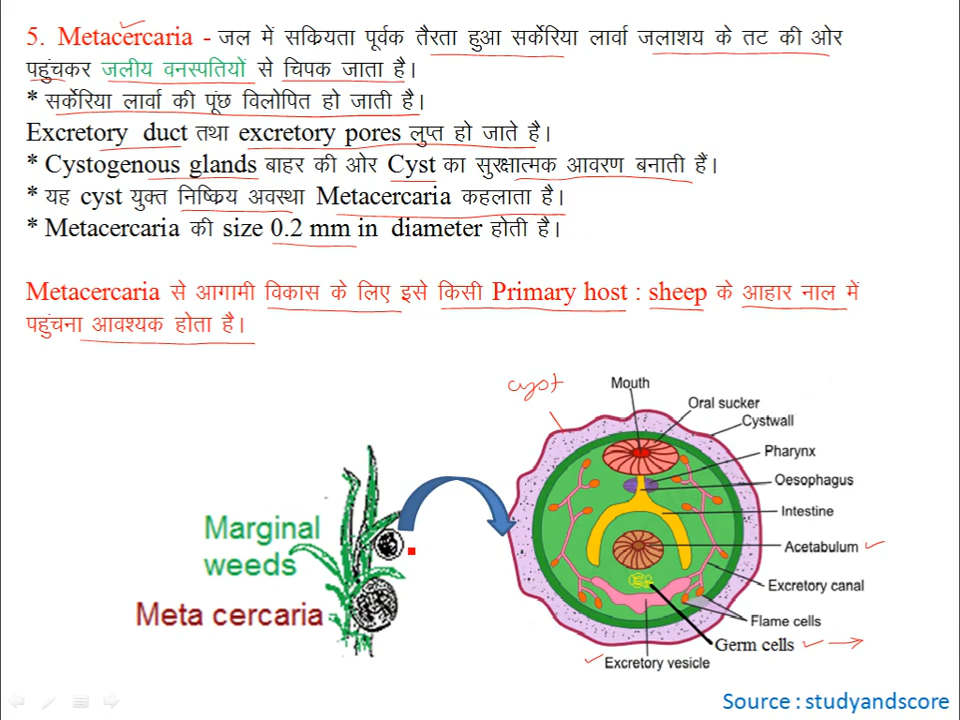 5. Metacercaria - जल में सक्रियता पूर्वक तैरता हुआ सर्केरिया लार्वा जलाशय के तट की ओर
पहुंचकर जलीय वनस्पतियों से चिपक जाता है।
* सर्केरिया लार्वा की पूंछ विलोपित हो जाती है।
Excretory duct तथा excretory pores लुप्त हो जाते है।
* Cystogenous glands बाहर की ओर Cyst का सुरक्षात्मक आवरण बनाती हैं।
* यह cyst युक्त निष्क्रिय अवस्था Metacercaria कहलाता है।
* Metacercaria की size 0.2 mm in diameter होती है।
Metacercaria से आगामी विकास के लिए इसे किसी Primary host : sheep के आहार नाल में
पहुंचना आवश्यक होता है।
cyst
Mouth
Oral sucker
Cystwall
Pharynx
Oesophagus
Intestine
Acetabulum
Excretory canal
Flame cells
Germ cells
Excretory vesicle
Marginal
weeds
Meta cercaria
Source : studyandscore